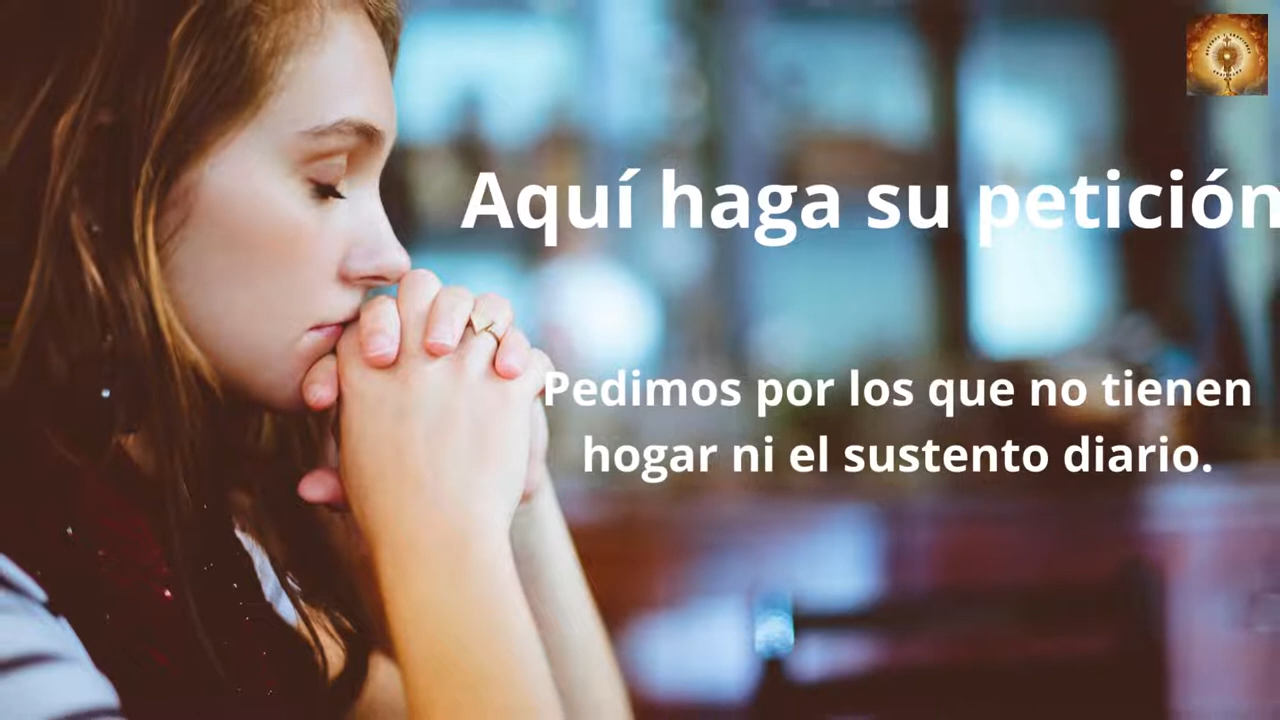 Aquí haga su petición
Pedimos por los que no tienen
hogar ni el sustento diario.